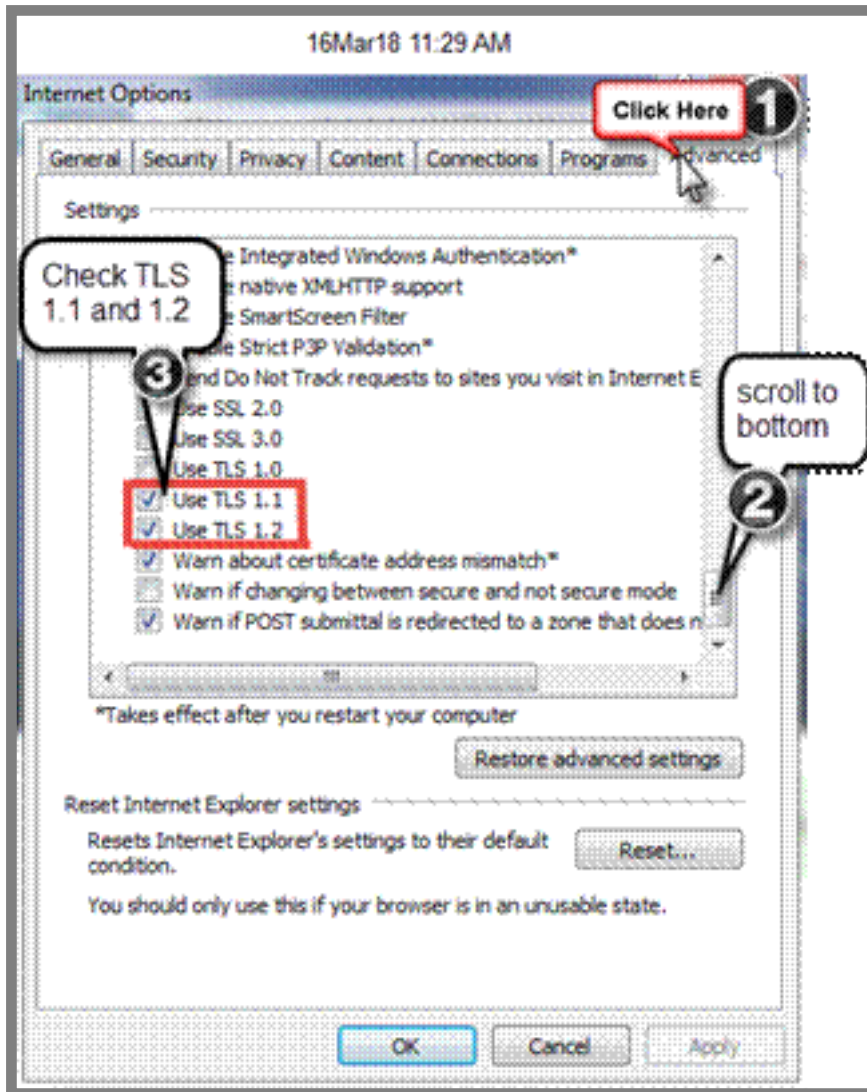 16Mar18 11:29 AM
Internet Options
Click Here 1
General Security Privacy Content Connections Programs Advanced
Settings
Check TLS
1.1 and 1.2
3
Integrated Windows Authentication*
native XMLHTTP support
SmartScreen Filter
Strict P3P Validation*
end Do Not Track requests to sites you visit in Internet E
Use SSL 2.0
Use SSL 3.0
Use TLS 1.0
Use TLS 1.1
Use TLS 1.2
Warn about certificate address mismatch*
Warn if changing between secure and not secure mode
Warn if POST submittal is redirected to a zone that does n
scroll to
bottom
2
*Takes effect after you restart your computer
Restore advanced settings
Reset Internet Explorer settings
Resets Internet Explorer's settings to their default
condition.
Reset...
You should only use this if your browser is in an unusable state.
OK Cancel Apply